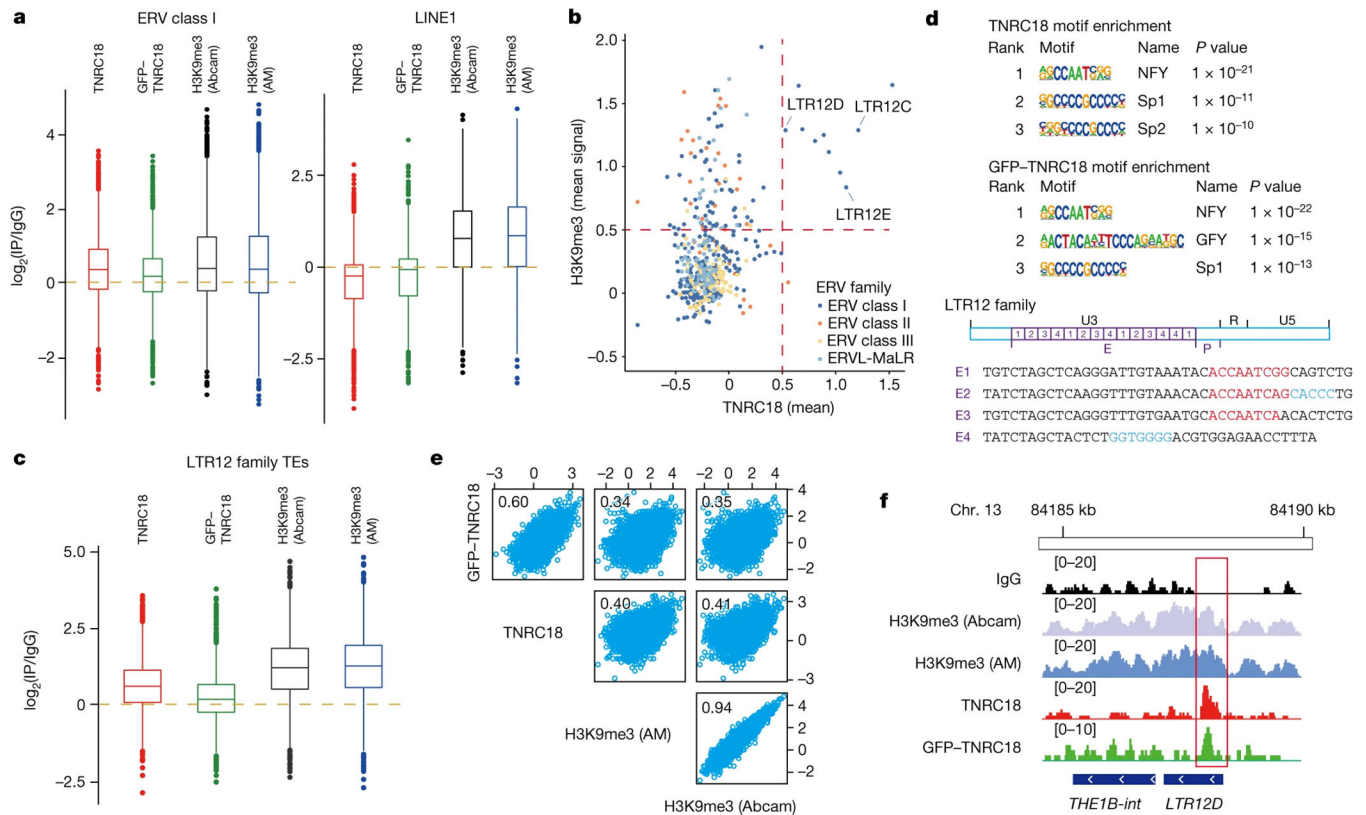 a
ERV class I
LINE1
TNRC18
GFP–
TNRC18
H3K9me3
(Abcam)
H3K9me3
(AM)
TNRC18
GFP–
TNRC18
H3K9me3
(Abcam)
H3K9me3
(AM)
log2(IP/IgG)
4
2
0
−2
2.5
0
−2.5
b
H3K9me3 (mean signal)
2.0
1.5
1.0
0.5
0
−0.5
LTR12D
LTR12C
LTR12E
ERV family
ERV class I
ERV class II
ERV class III
ERVL-MaLR
−0.5 0 0.5 1.0 1.5
TNRC18 (mean)
c
LTR12 family TEs
TNRC18
GFP–
TNRC18
H3K9me3
(Abcam)
H3K9me3
(AM)
log2(IP/IgG)
5.0
2.5
0
−2.5
d
TNRC18 motif enrichment
Rank Motif Name P value
1 NFY 1 × 10−21
2 Sp1 1 × 10−11
3 Sp2 1 × 10−10
GFP–TNRC18 motif enrichment
Rank Motif Name P value
1 NFY 1 × 10−22
2 GFY 1 × 10−15
3 Sp1 1 × 10−13
LTR12 family
U3 R U5
1 2 3 4 1 2 3 4 1 2 3 4 4 1
E P
E1 TGTCTAGCTCAGGGATTGTAAATACACCAATCGGCAGTCTG
E2 TATCTAGCTCAAGGTTTGTAAACACACCAATCAGCACCCTG
E3 TGTCTAGCTCAGGGTTTGTGAATGCACCAATCAACACTCTG
E4 TATCTAGCTACTCTGGTGGGGACGTGGAGAACCTTTA
e
−3 0 3 −2 0 2 4 −2 0 2 4
GFP–TNRC18
0.60 0.34 0.35
4
2
0
−2
TNRC18
0.40 0.41
3
0
−3
H3K9me3 (AM)
0.94
4
2
0
−2
H3K9me3 (Abcam)
f
Chr. 13 84185 kb 84190 kb
IgG [0–20]
H3K9me3 (Abcam) [0–20]
H3K9me3 (AM) [0–20]
TNRC18 [0–20]
GFP–TNRC18 [0–10]
THE1B-int LTR12D